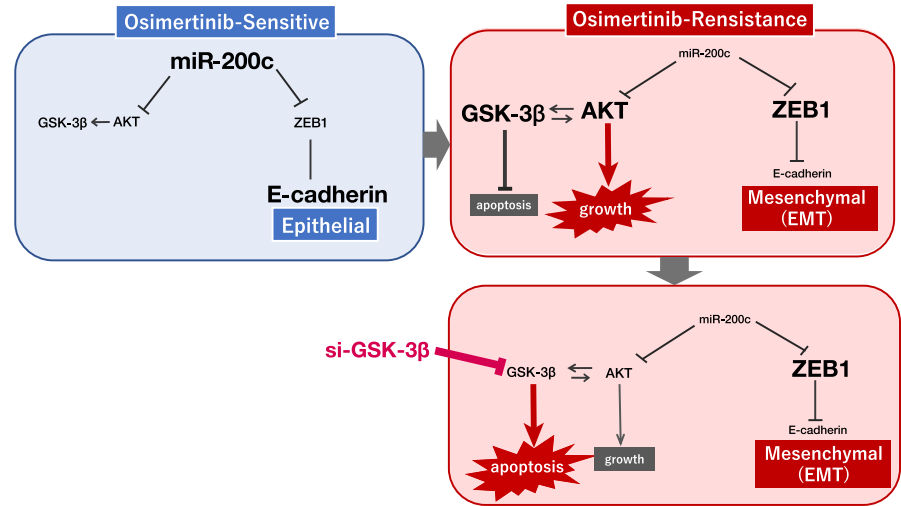 Osimertinib-Sensitive
miR-200c
GSK-3β
AKT
ZEB1
E-cadherin
Epithelial
Osimertinib-Rensistance
miR-200c
GSK-3β
AKT
ZEB1
E-cadherin
apoptosis
growth
Mesenchymal
(EMT)
si-GSK-3β
miR-200c
GSK-3β
AKT
ZEB1
E-cadherin
apoptosis
growth
Mesenchymal
(EMT)